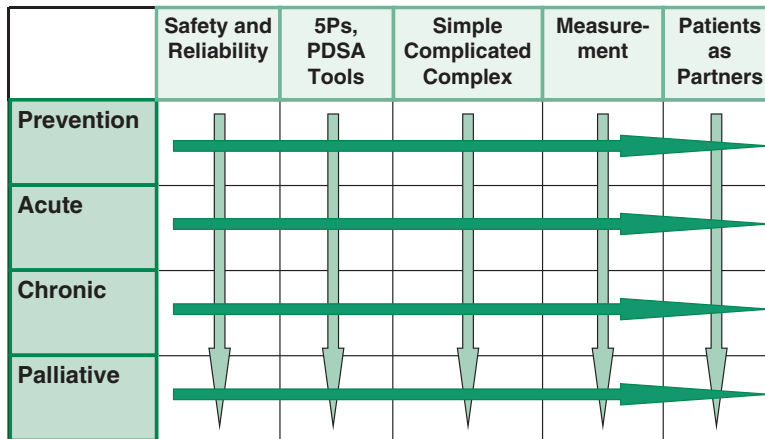 Safety and
Reliability
5Ps,
PDSA
Tools
Simple
Complicated
Complex
Measure-
ment
Patients
as
Partners
Prevention
Acute
Chronic
Palliative